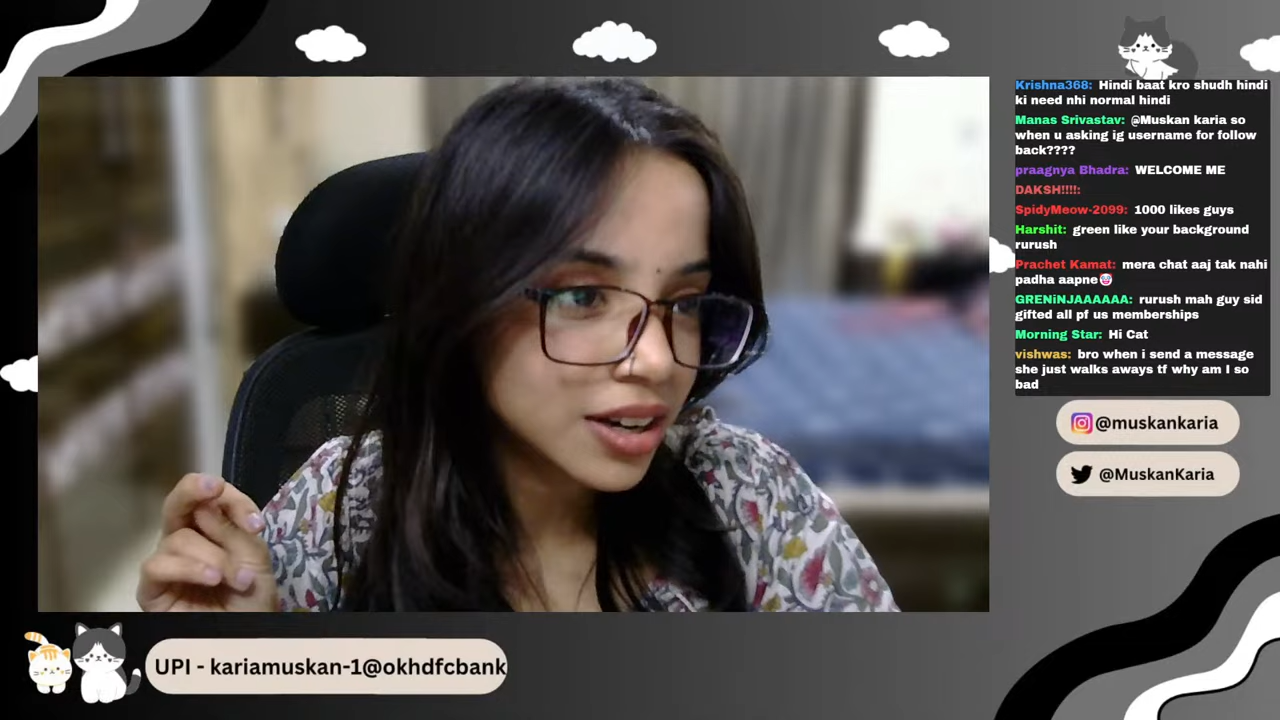 Krishna368: Hindi baat kro shudh hindi
ki need nhi normal hindi
Manas Srivastav: @Muskan karia so
when u asking ig username for follow
back????
praagnya Bhadra: WELCOME ME
DAKSH!!!!:
SpidyMeow-2099: 1000 likes guys
Harshit: green like your background
rurush
Prachet Kamat: mera chat aaj tak nahi
padha aapne🤡
GRENiNJAAAAAA: rurush mah guy sid
gifted all pf us memberships
Morning Star: Hi Cat
vishwas: bro when i send a message
she just walks aways tf why am I so
bad
@muskankaria
@MuskanKaria
UPI - kariamuskan-1@okhdfcbank